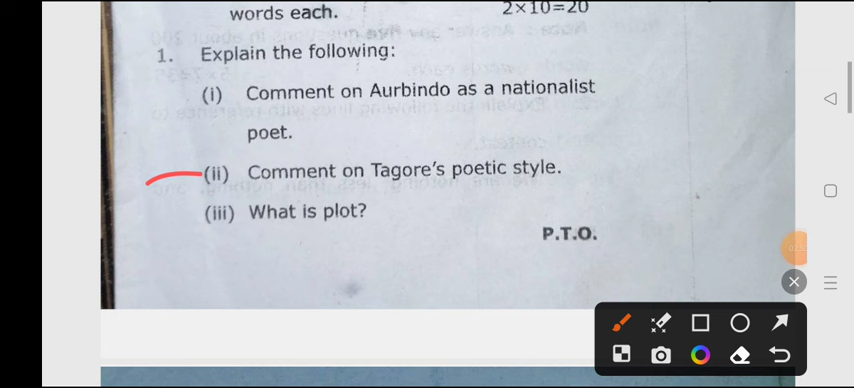 words each. 2×10=20
1. Explain the following:
(i) Comment on Aurbindo as a nationalist
poet.
(ii) Comment on Tagore's poetic style.
(iii) What is plot?
P.T.O.